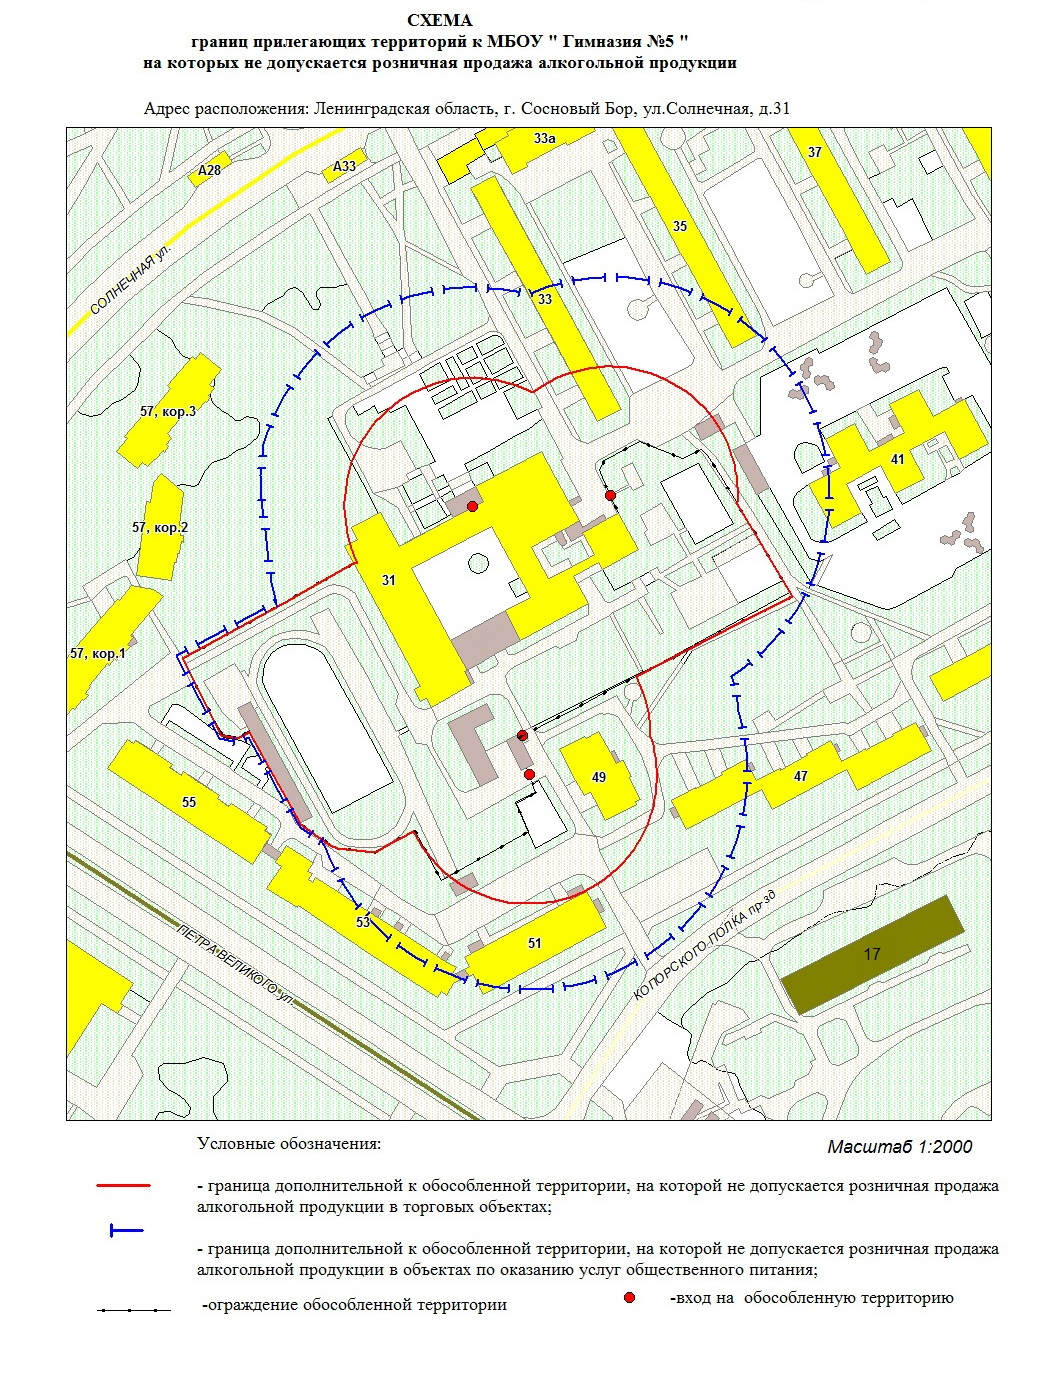 СХЕМА
границ прилегающих территорий к МБОУ " Гимназия №5 "
на которых не допускается розничная продажа алкогольной продукции
Адрес расположения: Ленинградская область, г. Сосновый Бор, ул.Солнечная, д.31
33а
37
А28
А33
35
СОЛНЕЧНАЯ ул.
33
57, кор.3
41
57, кор.2
31
57, кор.1
49
47
55
53
51
ПЕТРА ВЕЛИКОГО ул.
КОПОРСКОГО ПОЛКА пр-зд
17
Условные обозначения:
Масштаб 1:2000
- граница дополнительной к обособленной территории, на которой не допускается розничная продажа
алкогольной продукции в торговых объектах;
- граница дополнительной к обособленной территории, на которой не допускается розничная продажа
алкогольной продукции в объектах по оказанию услуг общественного питания;
-ограждение обособленной территории
-вход на обособленную территорию